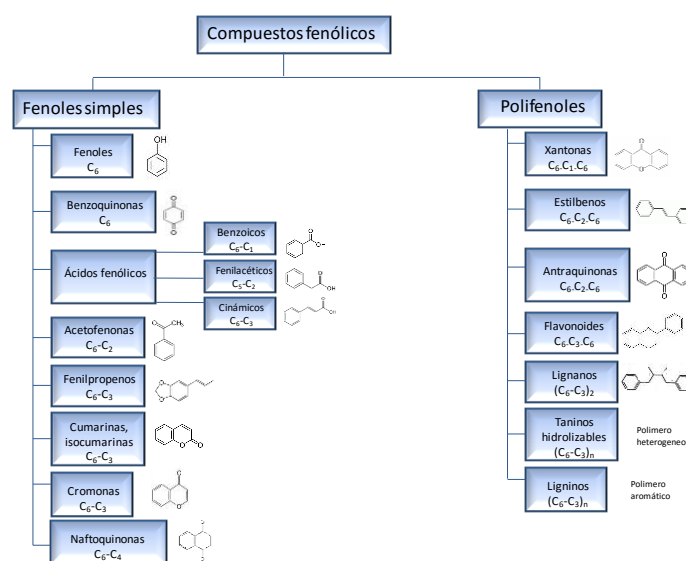 Compuestos fenólicos
Fenoles simples
Fenoles
C6
OH
Benzoquinonas
C6
O
O
Ácidos fenólicos
Benzoicos
C6-C1
O
O-
Fenilacéticos
C5-C2
O
OH
Cinámicos
C6-C3
O
OH
Acetofenonas
C6-C2
O
CH3
Fenilpropenos
C6-C3
O
O
Cumarinas,
isocumarinas
C6-C3
O
O
Cromonas
C6-C3
O
O
Naftoquinonas
C6-C4
Polifenoles
Xantonas
C6.C1.C6
O
O
Estilbenos
C6.C2.C6
Antraquinonas
C6.C2.C6
O
O
Flavonoides
C6.C3.C6
Lignanos
(C6-C3)2
Taninos
hidrolizables
(C6-C3)n
Polimero
heterogeneo
Ligninos
(C6-C3)n
Polimero
aromático